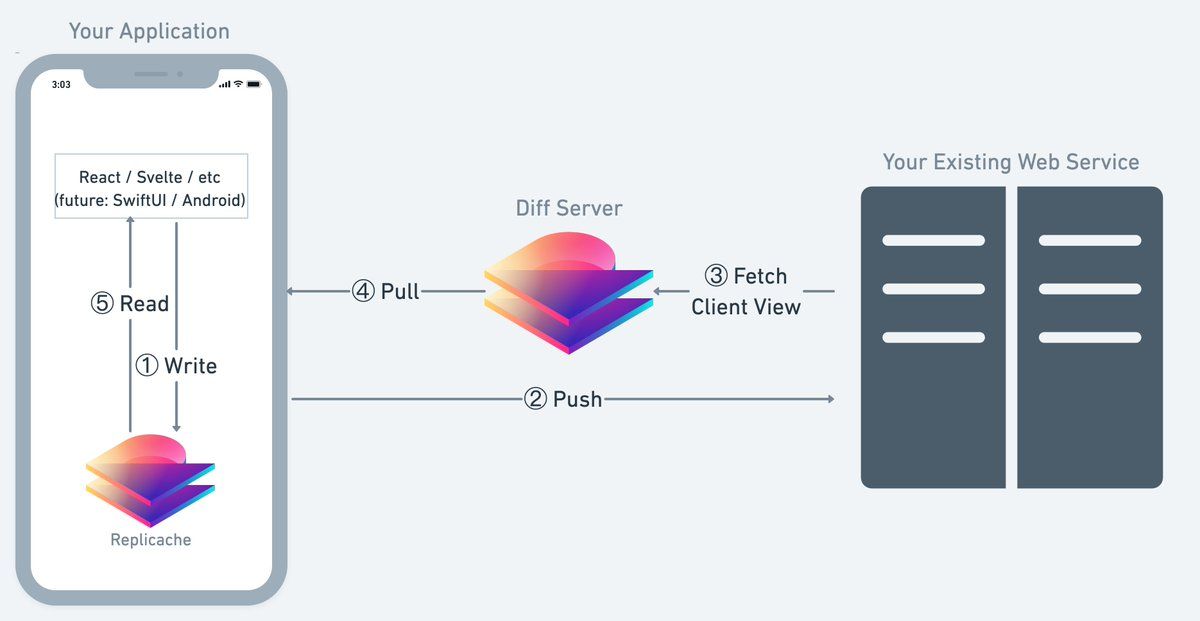 Your Application
3:03
React / Svelte / etc
(future: SwiftUI / Android)
⑤ Read
① Write
Replicache
④ Pull
Diff Server
③ Fetch
Client View
② Push
Your Existing Web Service